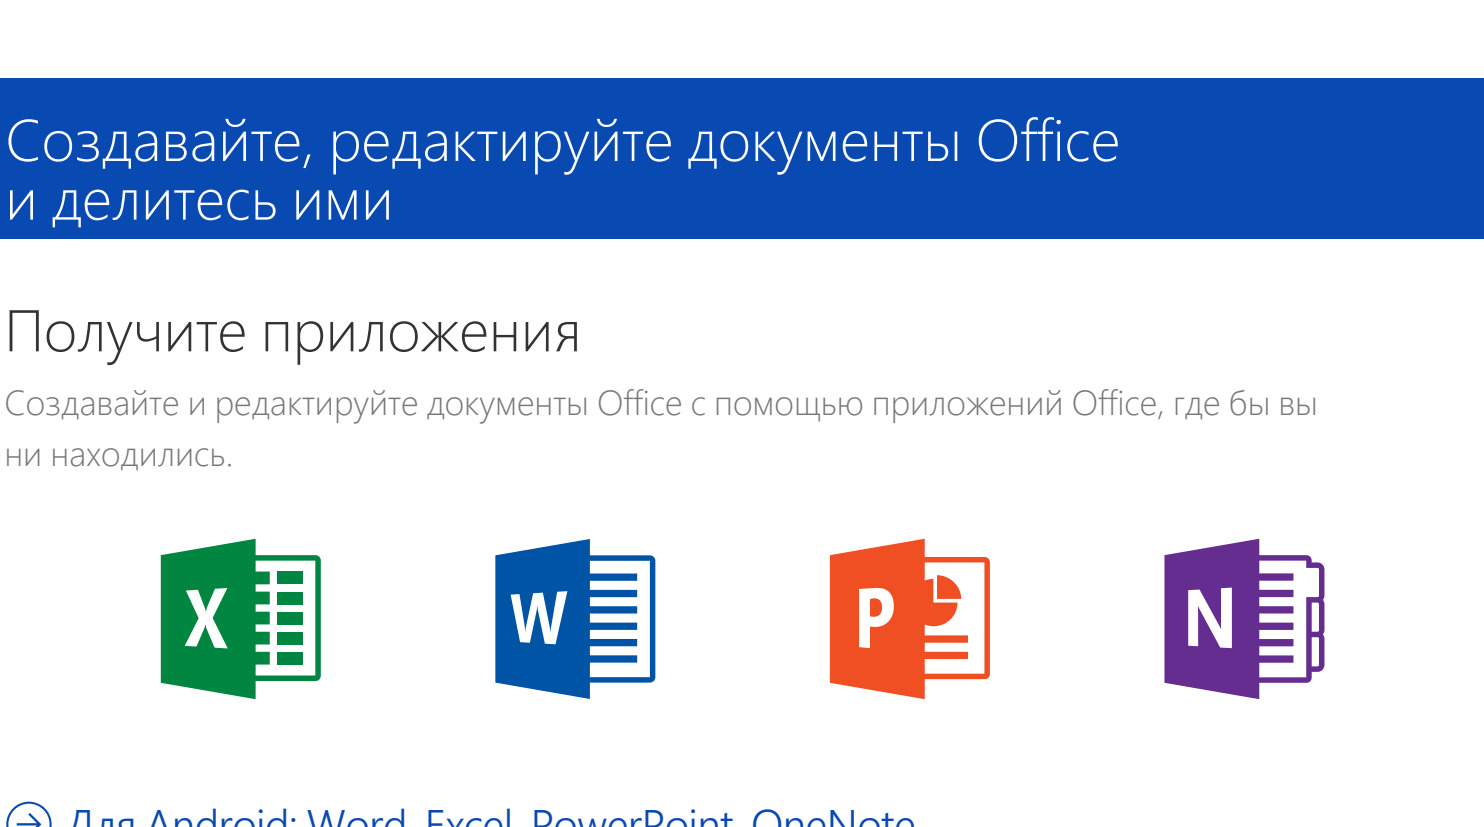 Создавайте, редактируйте документы Office
и делитесь ими
Получите приложения
Создавайте и редактируйте документы Office с помощью приложений Office, где бы вы
ни находились.
X W P N
Для Android: Word, Excel, PowerPoint, OneNote